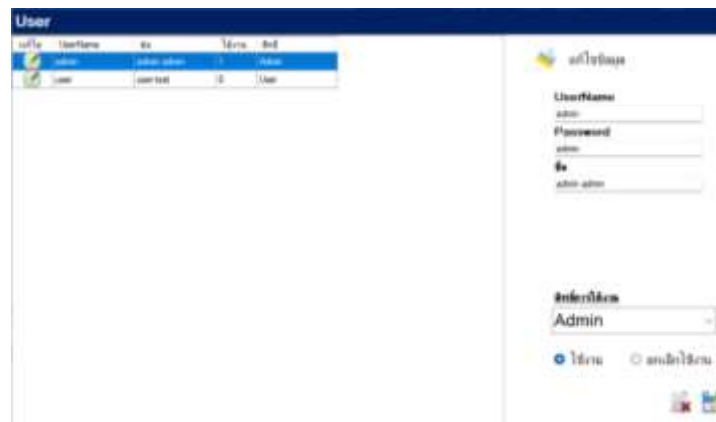 User
แก้ไข UserName ชื่อ ใช้งาน สิทธิ์
admin admin admin 1 Admin
user user test 0 User
แก้ไขข้อมูล
UserName
admin
Password
admin
ชื่อ
admin admin
สิทธิ์การใช้งาน
Admin
ใช้งาน ยกเลิกใช้งาน